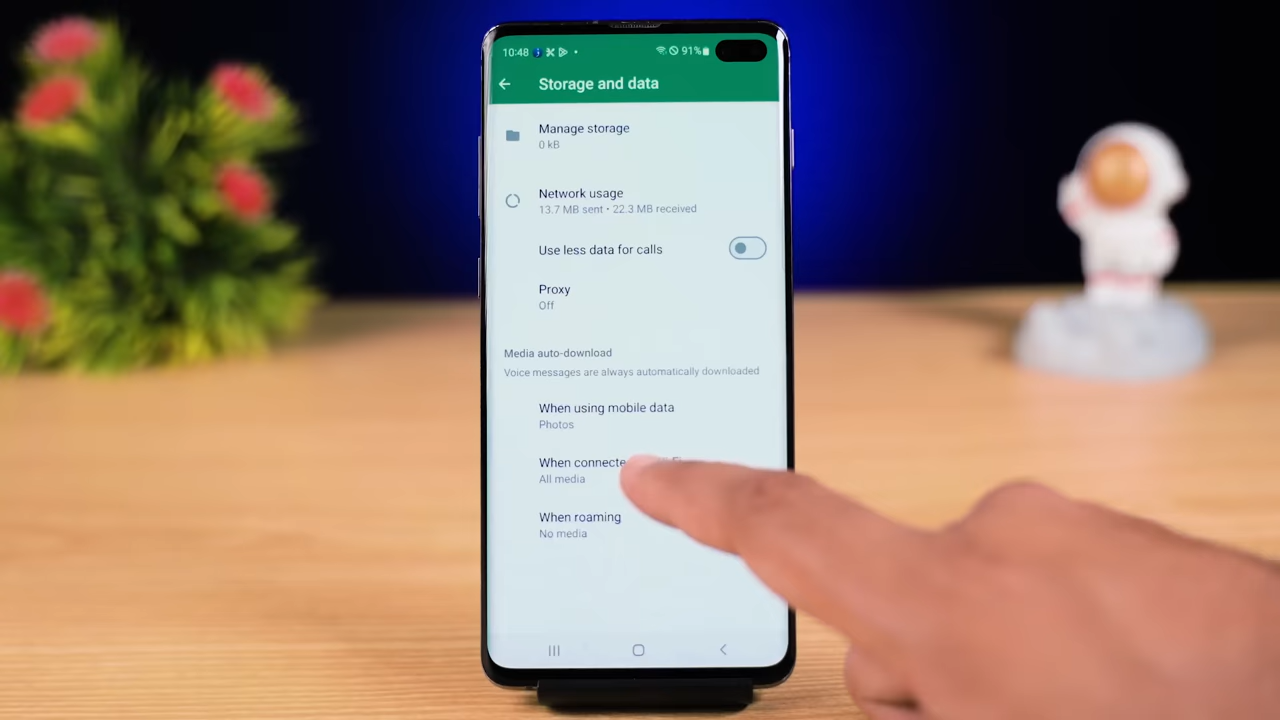 10:48 91%
Storage and data
Manage storage
0 kB
Network usage
13.7 MB sent • 22.3 MB received
Use less data for calls
Proxy
Off
Media auto-download
Voice messages are always automatically downloaded
When using mobile data
Photos
When connecte
All media
When roaming
No media